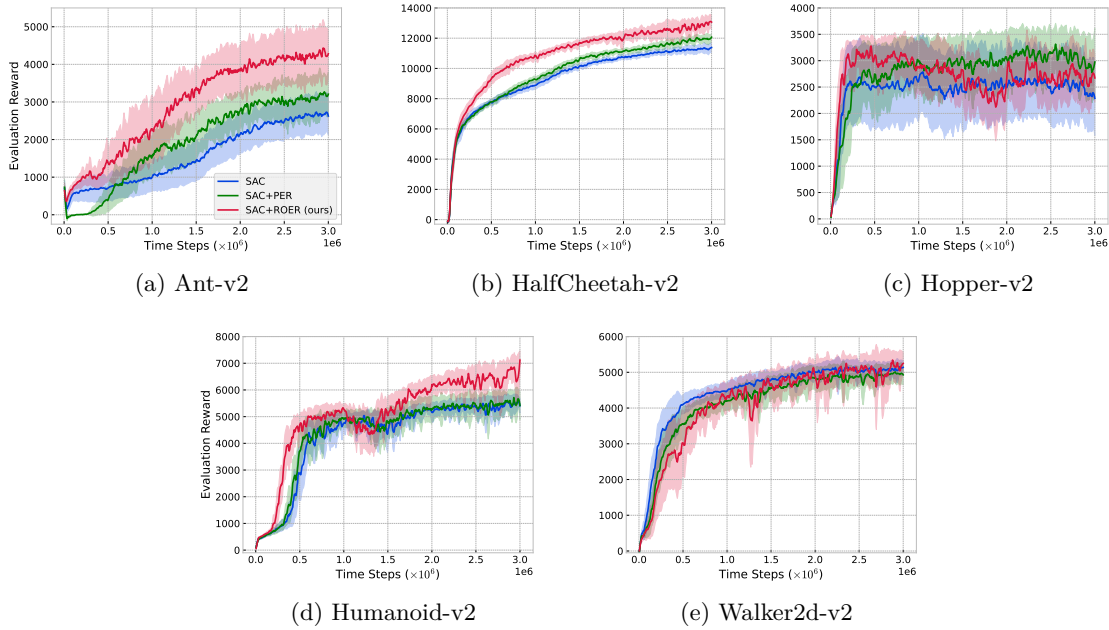 5000
4000
3000
2000
1000
0
Evaluation Reward
SAC
SAC+PER
SAC+ROER (ours)
0.0 0.5 1.0 1.5 2.0 2.5 3.0
1e6
Time Steps (×10⁶)
(a) Ant-v2
14000
12000
10000
8000
6000
4000
2000
0
0.0 0.5 1.0 1.5 2.0 2.5 3.0
1e6
Time Steps (×10⁶)
(b) HalfCheetah-v2
4000
3500
3000
2500
2000
1500
1000
500
0
0.0 0.5 1.0 1.5 2.0 2.5 3.0
1e6
Time Steps (×10⁶)
(c) Hopper-v2
8000
7000
6000
5000
4000
3000
2000
1000
0
Evaluation Reward
0.0 0.5 1.0 1.5 2.0 2.5 3.0
1e6
Time Steps (×10⁶)
(d) Humanoid-v2
6000
5000
4000
3000
2000
1000
0
0.0 0.5 1.0 1.5 2.0 2.5 3.0
1e6
Time Steps (×10⁶)
(e) Walker2d-v2